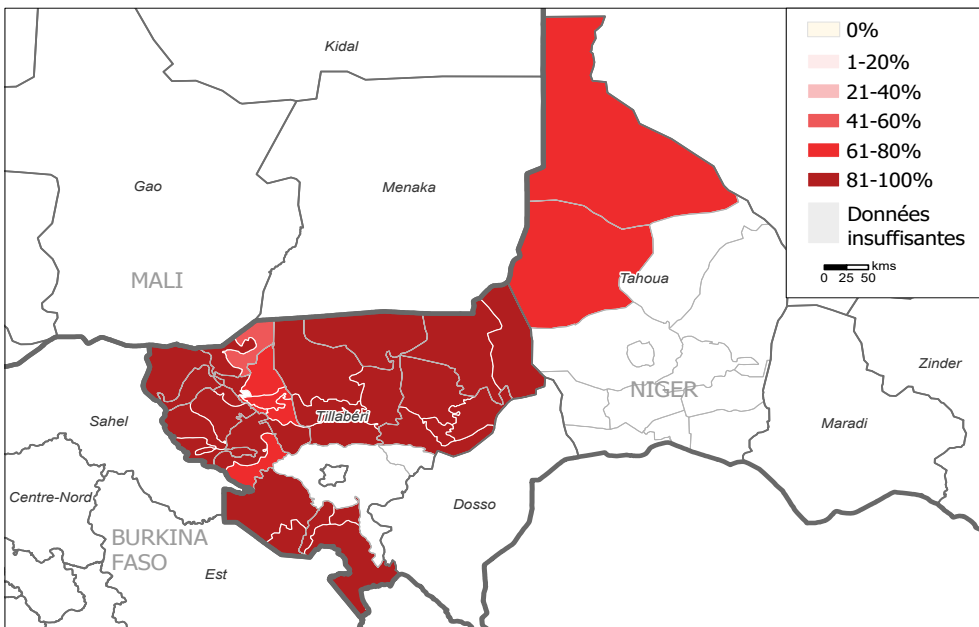 0%
1-20%
21-40%
41-60%
61-80%
81-100%
Données
insuffisantes
kms
0 25 50
Kidal
Gao
Menaka
MALI
Tahoua
Zinder
NIGER
Tillabéri
Sahel
Maradi
Centre-Nord
Dosso
BURKINA
FASO
Est